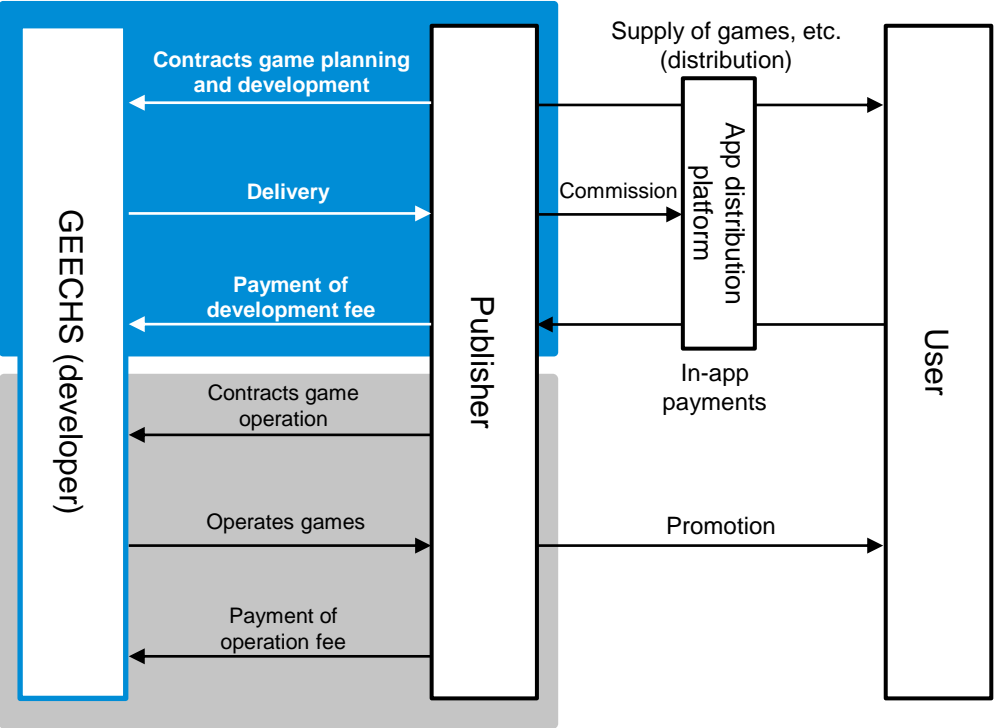 GEECHS (developer)
Contracts game planning
and development
Delivery
Payment of
development fee
Contracts game
operation
Operates games
Payment of
operation fee
Publisher
Supply of games, etc.
(distribution)
Commission
App distribution
platform
In-app
payments
Promotion
User